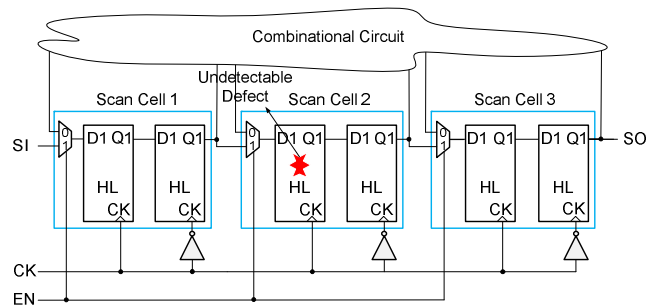 Combinational Circuit
Undetectable
Defect
Scan Cell 1
Scan Cell 2
Scan Cell 3
SI
0
1
D1 Q1
HL
CK
D1 Q1
HL
CK
0
1
D1 Q1
HL
CK
D1 Q1
HL
CK
0
1
D1 Q1
HL
CK
D1 Q1
HL
CK
SO
CK
EN